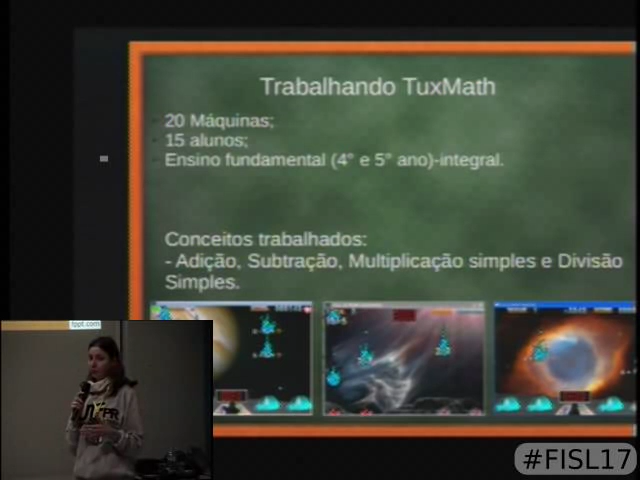 Trabalhando TuxMath
20 Máquinas;
15 alunos;
Ensino fundamental (4° e 5° ano)-integral.
Conceitos trabalhados:
- Adição, Subtração, Multiplicação simples e Divisão
Simples.
fppt.com
#FISL17